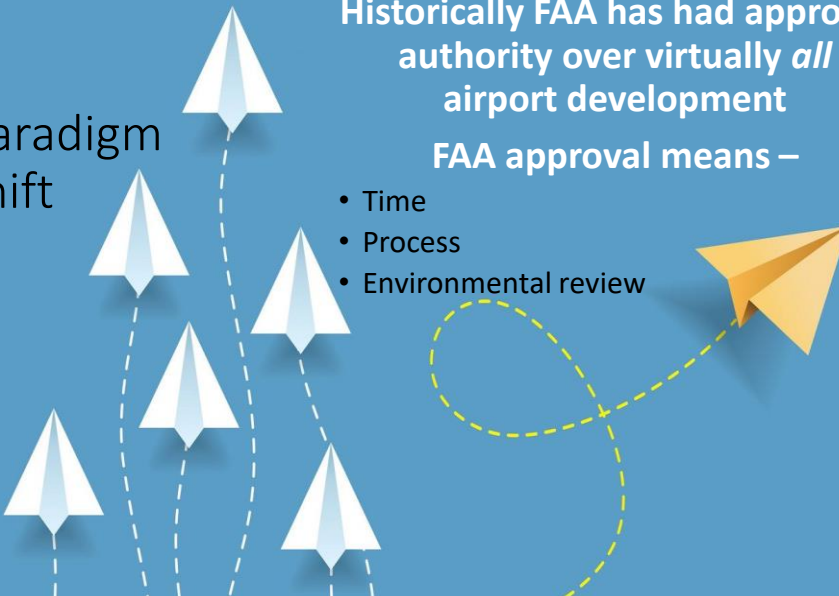 aradigm
hift
Historically FAA has had appro
authority over virtually all
airport development
FAA approval means –
• Time
• Process
• Environmental review